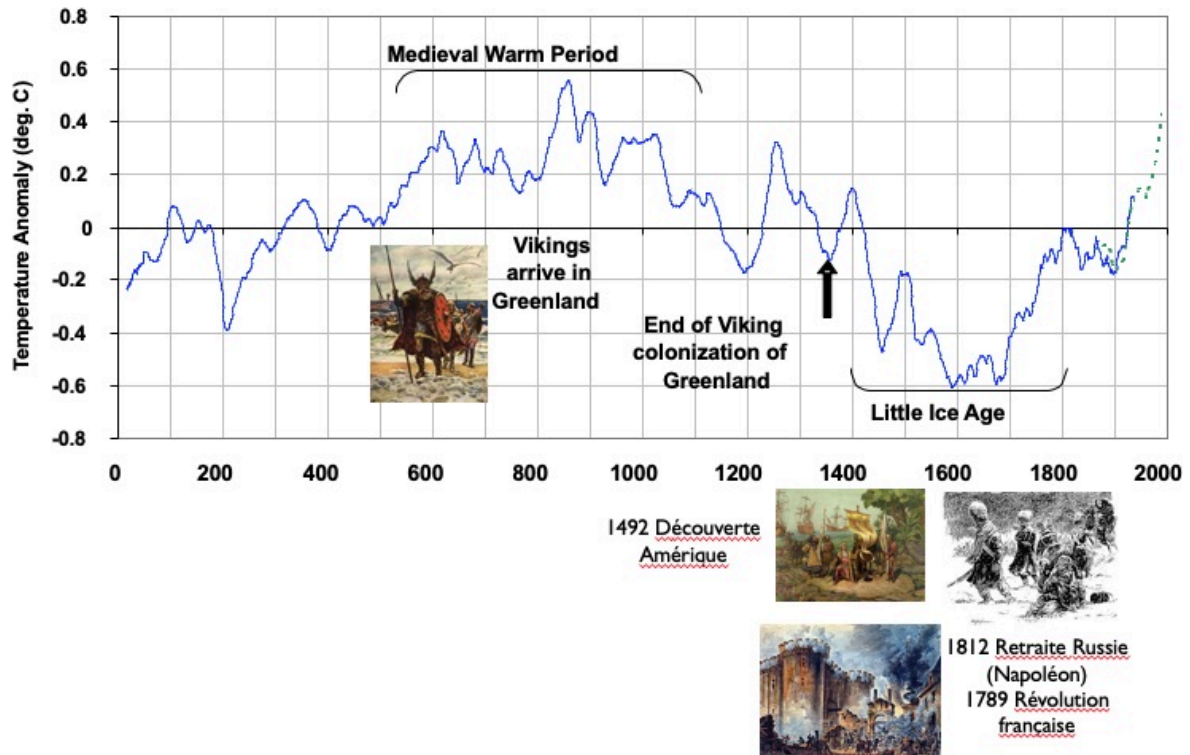 0.8
0.6
0.4
0.2
0
-0.2
-0.4
-0.6
-0.8
Temperature Anomaly (deg. C)
Medieval Warm Period
Vikings
arrive in
Greenland
End of Viking
colonization of
Greenland
Little Ice Age
0 200 400 600 800 1000 1200 1400 1600 1800 2000
1492 Découverte
Amérique
1812 Retraite Russie
(Napoléon)
1789 Révolution
française